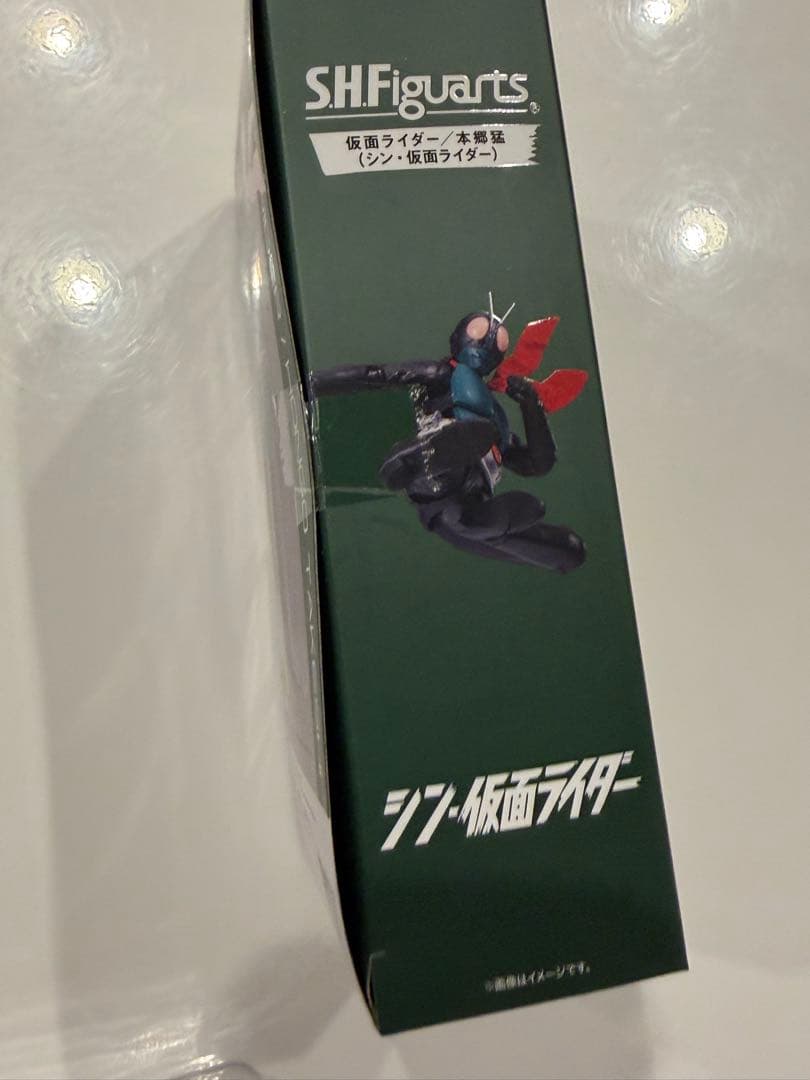 S.H.Figuarts®
仮面ライダー／本郷猛
(シン・仮面ライダー)
シン・仮面ライダー
※画像はイメージです。